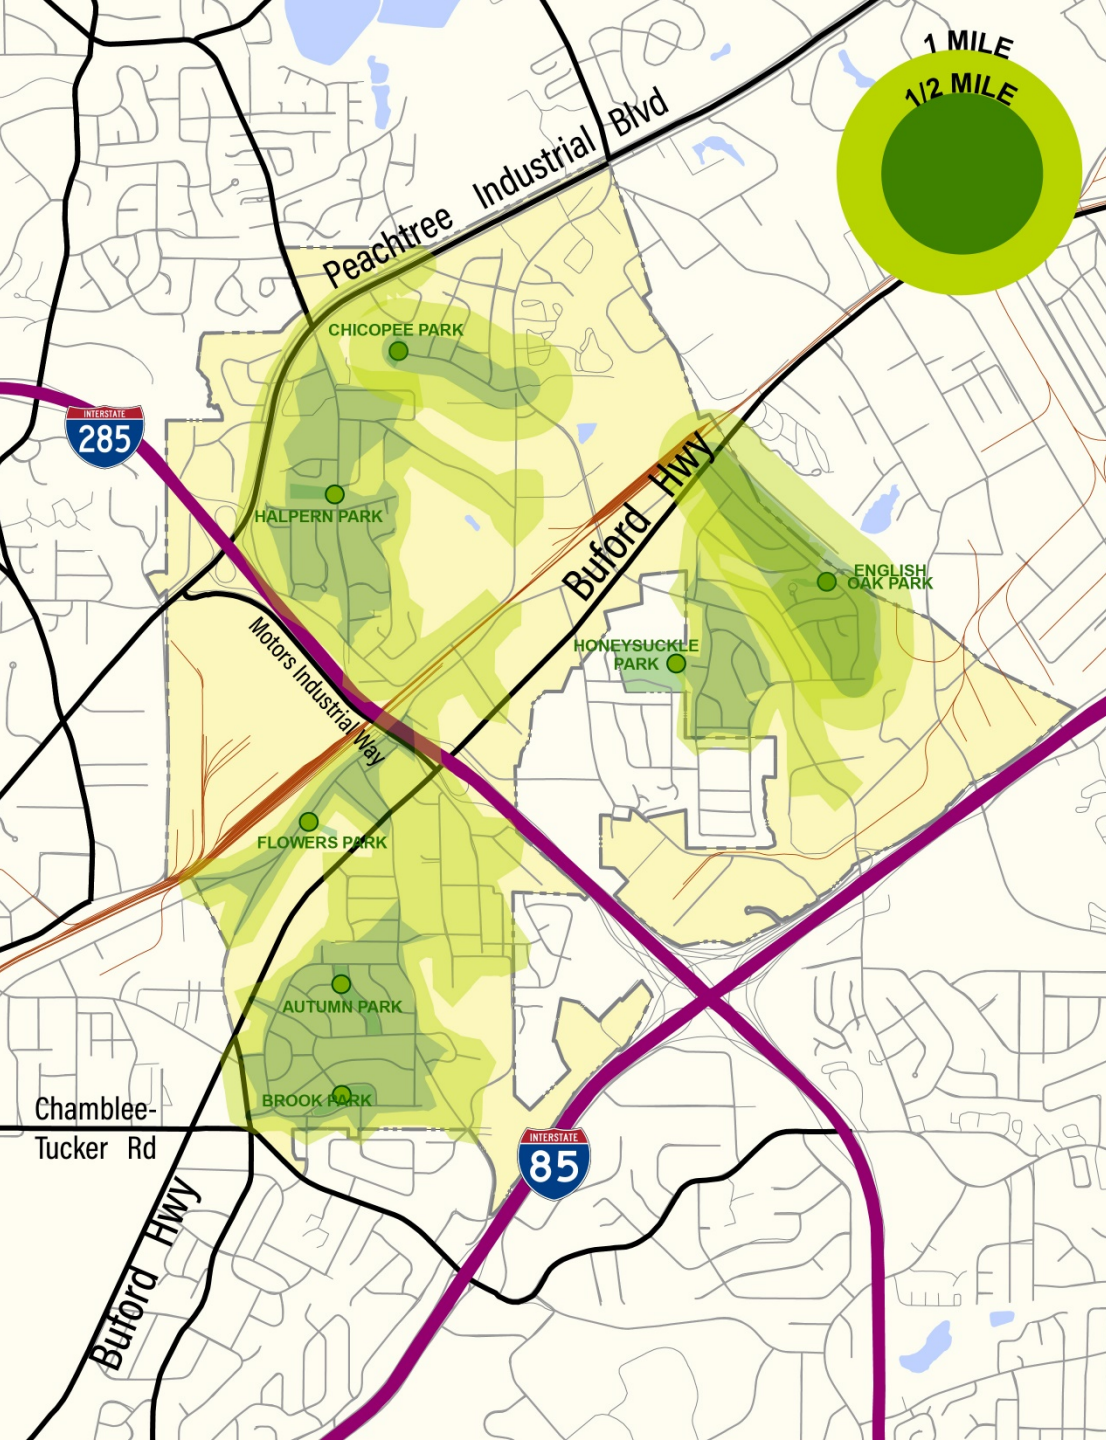 1 MILE
1/2 MILE
Peachtree Industrial Blvd
CHICOPEE PARK
INTERSTATE
285
HALPERN PARK
Buford Hwy
ENGLISH
OAK PARK
Motors Industrial Way
HONEYSUCKLE
PARK
FLOWERS PARK
AUTUMN PARK
BROOK PARK
Chamblee-
Tucker Rd
INTERSTATE
85
Buford Hwy